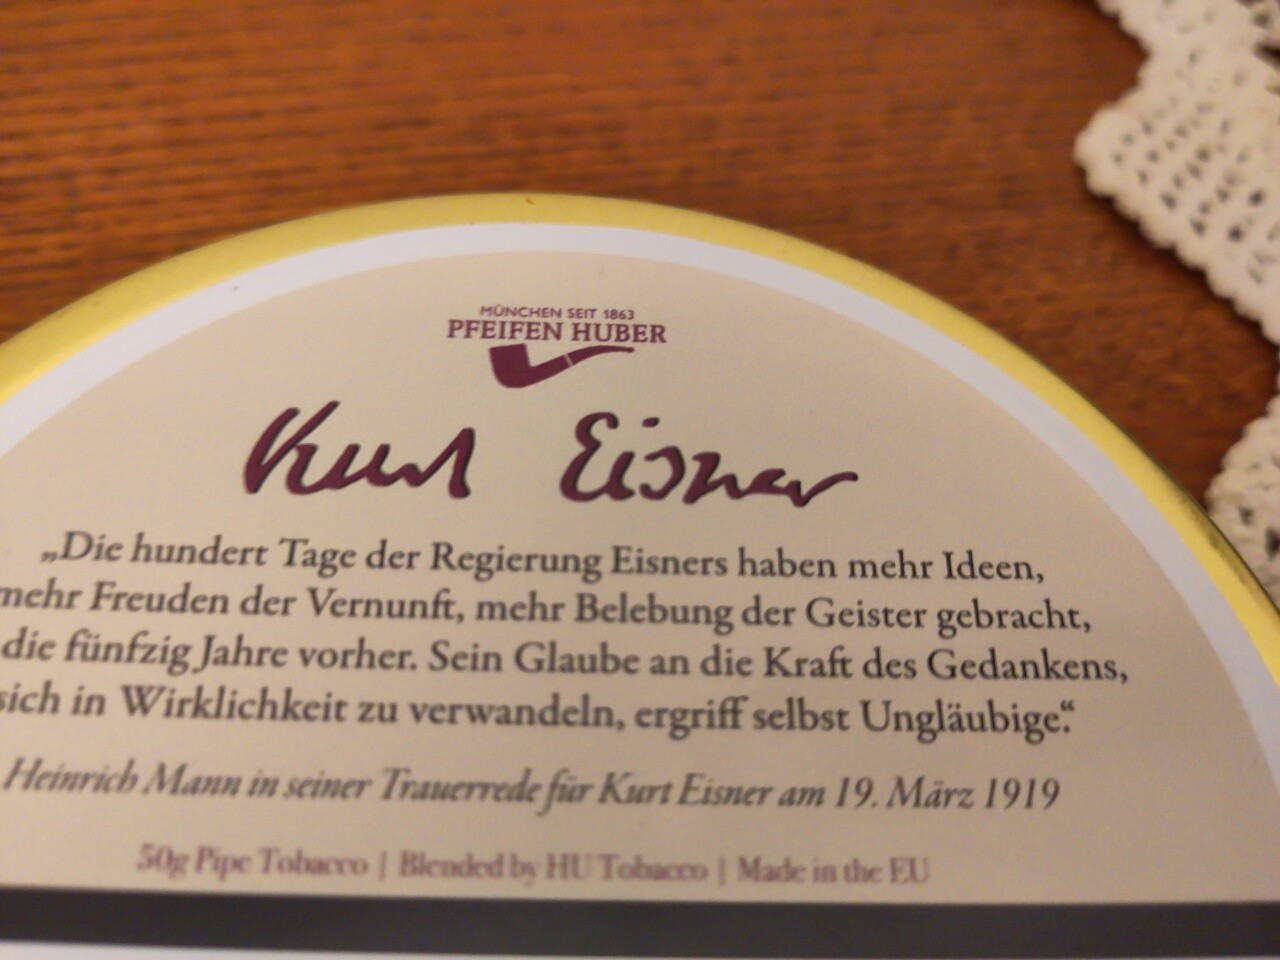 MÜNCHEN SEIT 1863
PFEIFEN HUBER
Kurt Eisner
„Die hundert Tage der Regierung Eisners haben mehr Ideen,
mehr Freuden der Vernunft, mehr Belebung der Geister gebracht,
die fünfzig Jahre vorher. Sein Glaube an die Kraft des Gedankens,
sich in Wirklichkeit zu verwandeln, ergriff selbst Ungläubige.“
Heinrich Mann in seiner Trauerrede für Kurt Eisner am 19. März 1919
50g Pipe Tobacco | Blended by HU Tobacco | Made in the EU